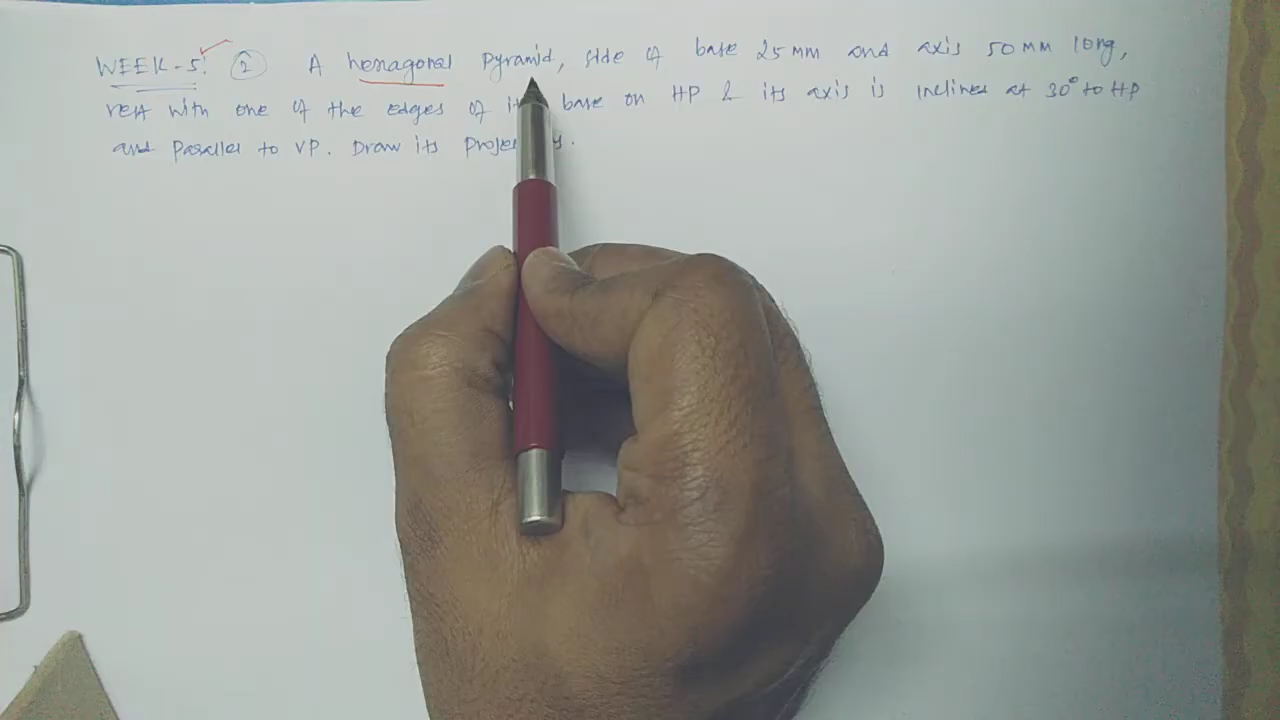 WEEK-5: 2 A hexagonal pyramid, side of base 25 mm and axis 50 mm long,
rest with one of the edges of its base on HP & its axis is inclined at 30° to HP
and parallel to VP. Draw its